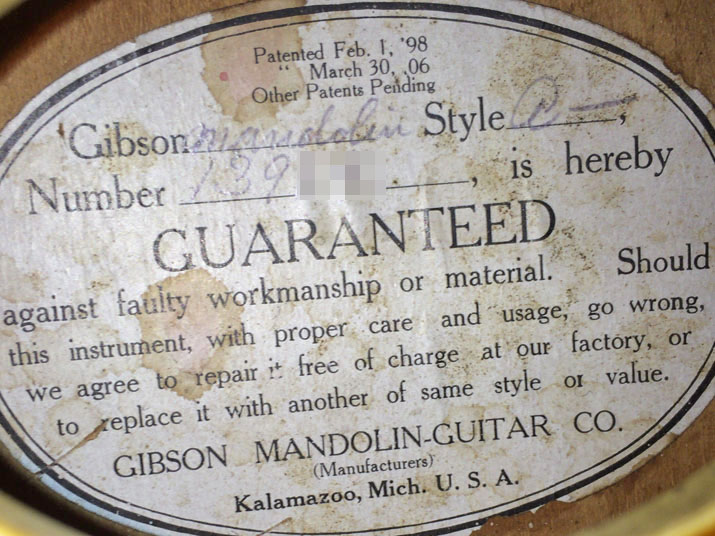 Patented Feb. 1, '98
“ March 30, .06
Other Patents Pending
'Gibson mandolin Style
Number 139 , is hereby
GUARANTEED
against faulty workmanship or material. Should
this instrument, with proper care and usage, go wrong,
we agree to repair it free of charge at our factory, or
to replace it with another of same style or value.
GIBSON MANDOLIN-GUITAR CO.
(Manufacturers)
Kalamazoo, Mich. U. S. A.